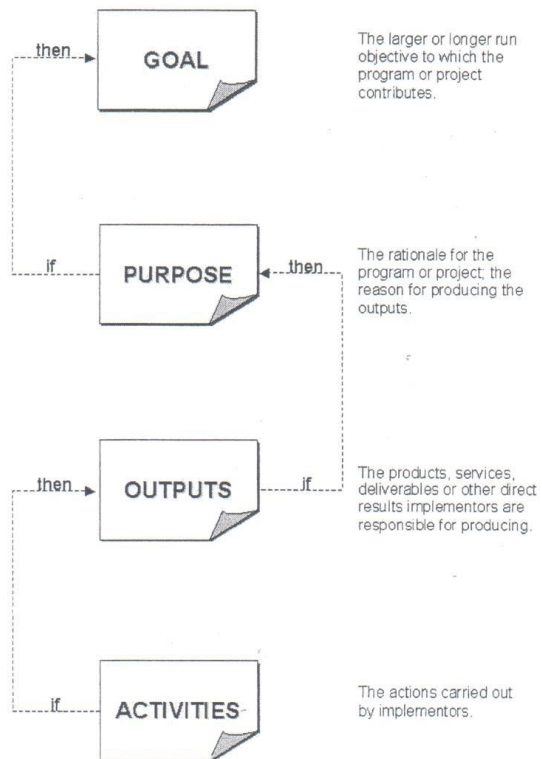 then
GOAL
The larger or longer run
objective to which the
program or project
contributes.
if
PURPOSE
then
The rationale for the
program or project; the
reason for producing the
outputs.
then
OUTPUTS
if
The products, services,
deliverables or other direct
results implementors are
responsible for producing.
if
ACTIVITIES
The actions carried out
by implementors.